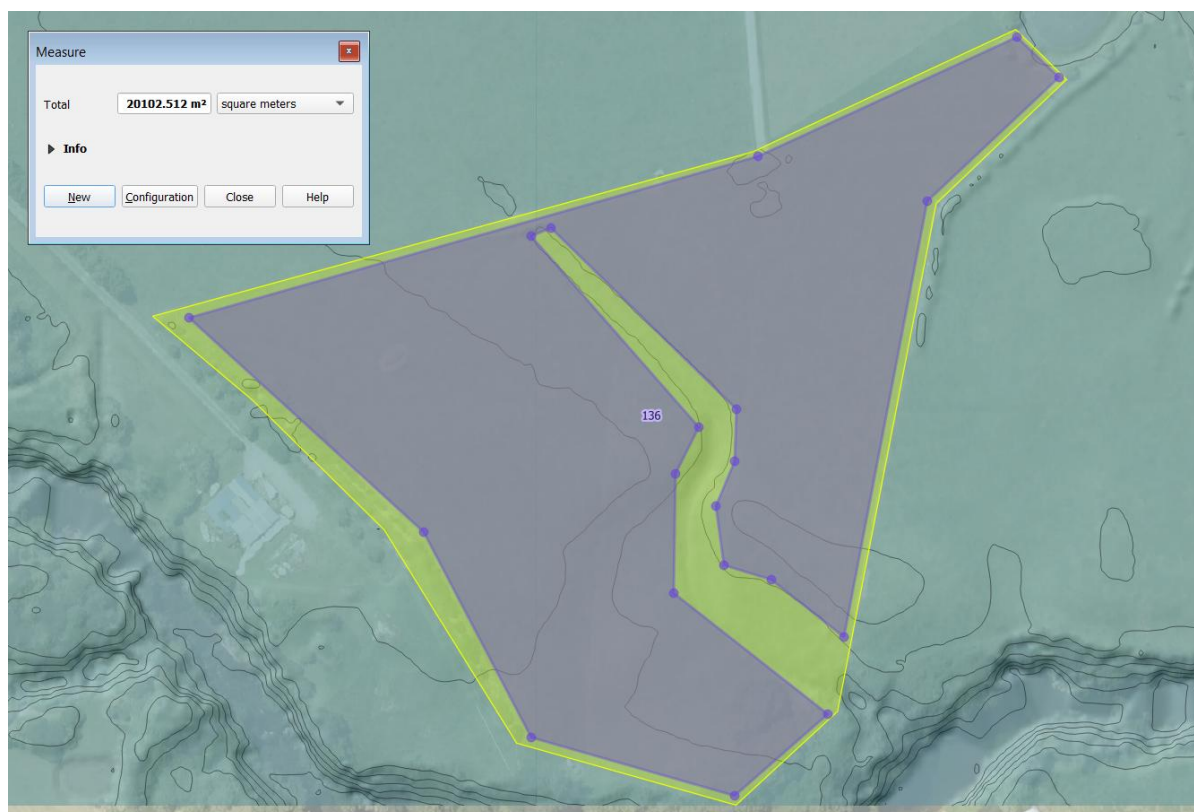 Measure
x
Total 20102.512 m² square meters
Info
New Configuration Close Help
136